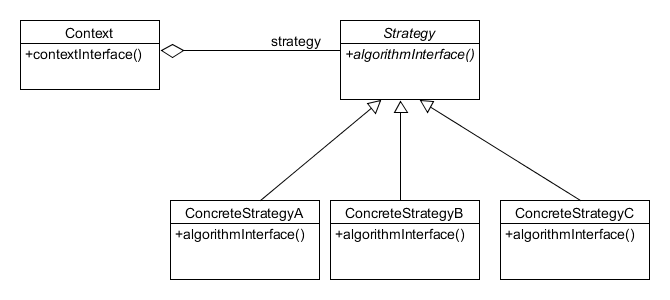 Context
+contextInterface()
strategy
Strategy
+algorithmInterface()
ConcreteStrategyA
+algorithmInterface()
ConcreteStrategyB
+algorithmInterface()
ConcreteStrategyC
+algorithmInterface()